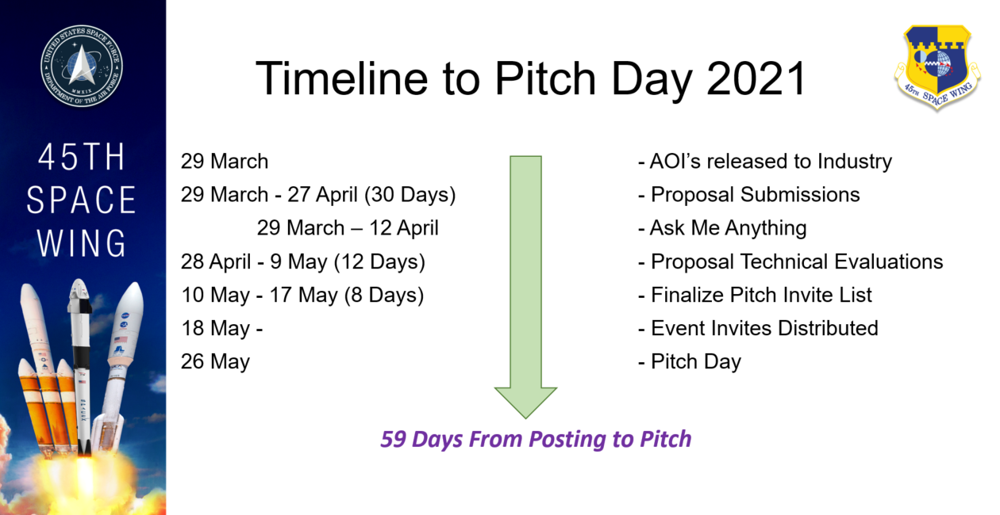 UNITED STATES SPACE FORCE
DEPARTMENT OF THE AIR FORCE
MMXIX
45TH
SPACE
WING
45TH SPACE WING
Timeline to Pitch Day 2021
29 March - AOI’s released to Industry
29 March - 27 April (30 Days) - Proposal Submissions
29 March – 12 April - Ask Me Anything
28 April - 9 May (12 Days) - Proposal Technical Evaluations
10 May - 17 May (8 Days) - Finalize Pitch Invite List
18 May - - Event Invites Distributed
26 May - Pitch Day
59 Days From Posting to Pitch